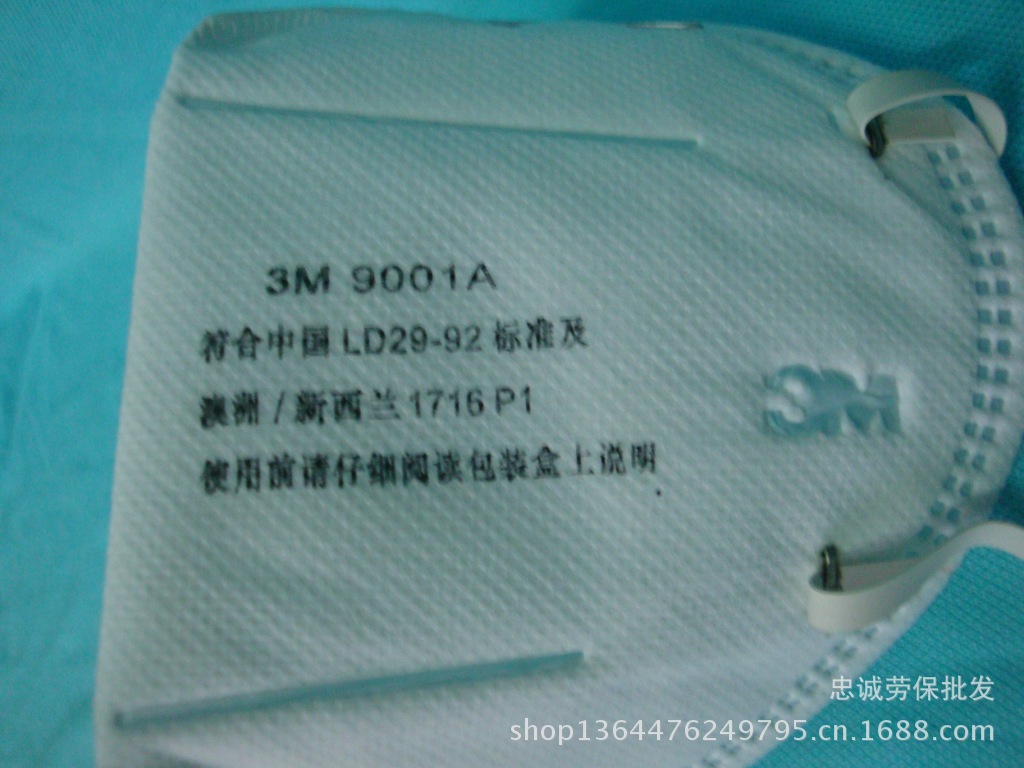 3M 9001A
符合中国 LD29-92 标准及
澳洲 / 新西兰 1716 P1
使用前请仔细阅读包装盒上说明
3M
忠诚劳保批发
shop1364476249795.cn.1688.com